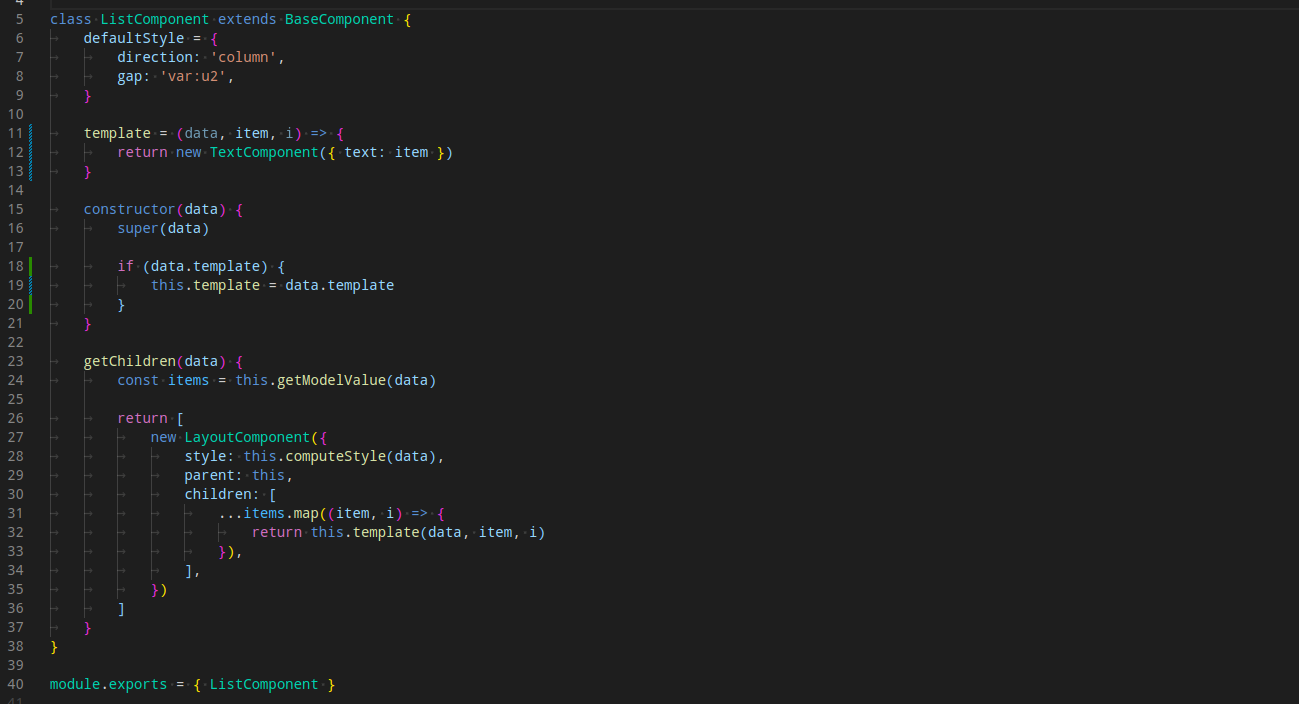 5 class ListComponent extends BaseComponent {
6 defaultStyle = {
7 direction: 'column',
8 gap: 'var:u2',
9 }
10
11 template = (data, item, i) => {
12 return new TextComponent({ text: item })
13 }
14
15 constructor(data) {
16 super(data)
17
18 if (data.template) {
19 this.template = data.template
20 }
21 }
22
23 getChildren(data) {
24 const items = this.getModelValue(data)
25
26 return [
27 new LayoutComponent({
28 style: this.computeStyle(data),
29 parent: this,
30 children: [
31 ...items.map((item, i) => {
32 return this.template(data, item, i)
33 }),
34 ],
35 })
36 ]
37 }
38 }
39
40 module.exports = { ListComponent }